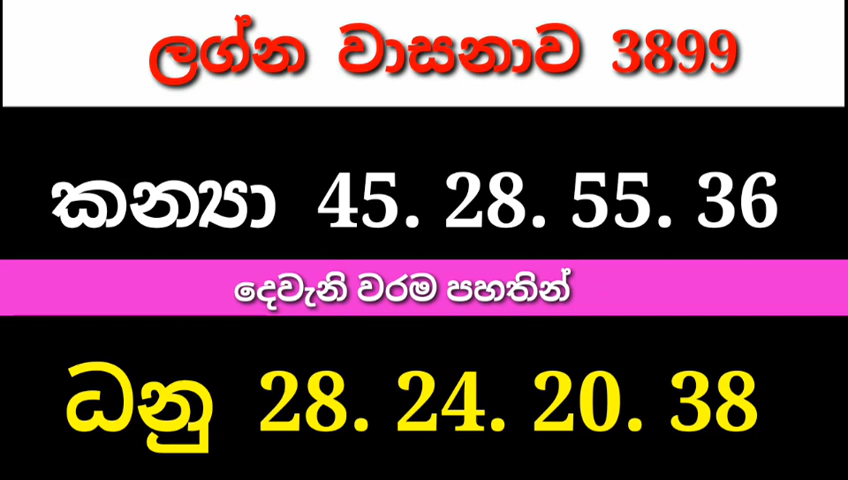 ලග්න වාසනාව 3899
කන්‍යා 45. 28. 55. 36
දෙවැනි වරම පහතින්
ධනු 28. 24. 20. 38